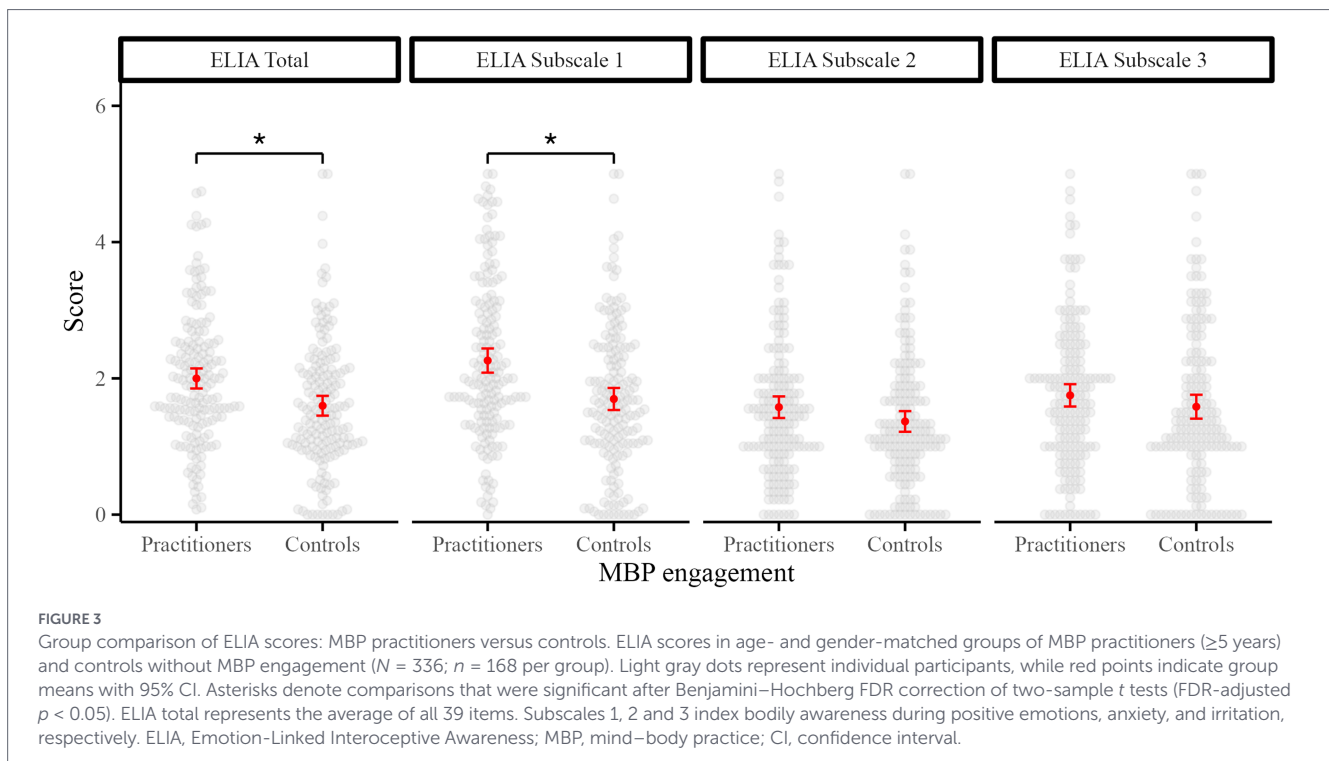 ELIA Total
ELIA Subscale 1
ELIA Subscale 2
ELIA Subscale 3
6
4
2
0
Score
*
*
Practitioners
Controls
Practitioners
Controls
Practitioners
Controls
Practitioners
Controls
MBP engagement
FIGURE 3
Group comparison of ELIA scores: MBP practitioners versus controls. ELIA scores in age- and gender-matched groups of MBP practitioners (≥5 years)
and controls without MBP engagement (N = 336; n = 168 per group). Light gray dots represent individual participants, while red points indicate group
means with 95% CI. Asterisks denote comparisons that were significant after Benjamini–Hochberg FDR correction of two-sample t tests (FDR-adjusted
p < 0.05). ELIA total represents the average of all 39 items. Subscales 1, 2 and 3 index bodily awareness during positive emotions, anxiety, and irritation,
respectively. ELIA, Emotion-Linked Interoceptive Awareness; MBP, mind–body practice; CI, confidence interval.